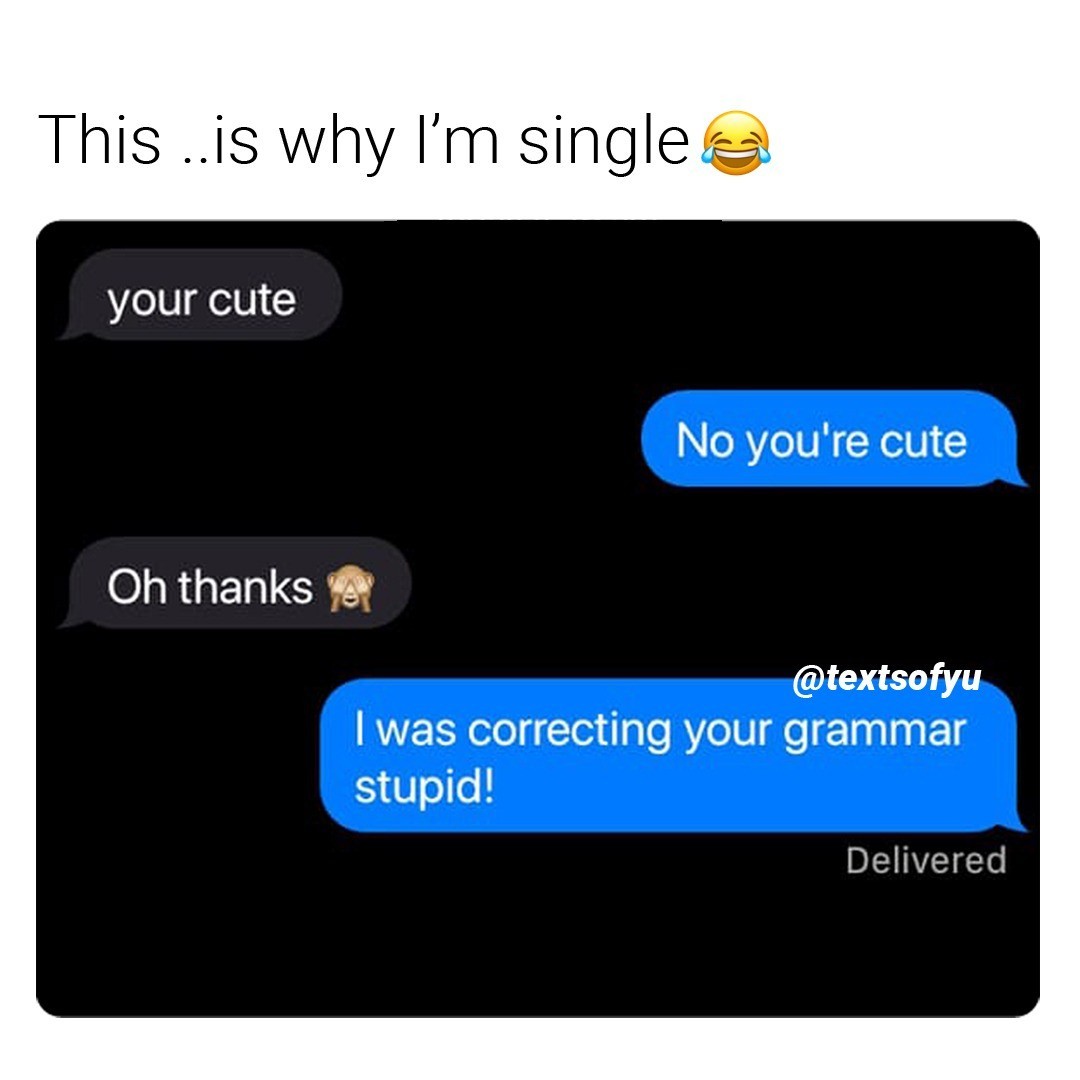 This ..is why I’m single😂
your cute
No you're cute
Oh thanks 🙈
@textsofyu
I was correcting your grammar
stupid!
Delivered